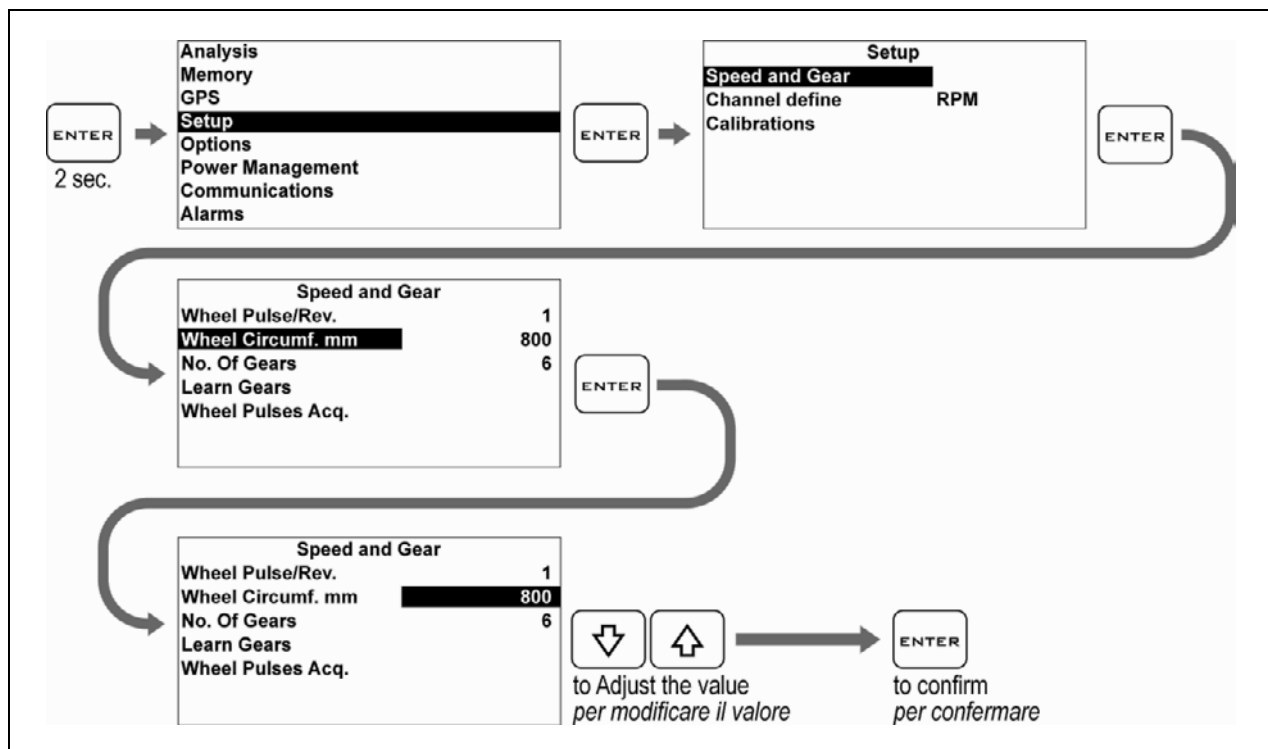 ENTER
2 sec.
Analysis
Memory
GPS
Setup
Options
Power Management
Communications
Alarms
ENTER
Setup
Speed and Gear
Channel define RPM
Calibrations
ENTER
Speed and Gear
Wheel Pulse/Rev. 1
Wheel Circumf. mm 800
No. Of Gears 6
Learn Gears
Wheel Pulses Acq.
ENTER
Speed and Gear
Wheel Pulse/Rev. 1
Wheel Circumf. mm 800
No. Of Gears 6
Learn Gears
Wheel Pulses Acq.
to Adjust the value
per modificare il valore
ENTER
to confirm
per confermare